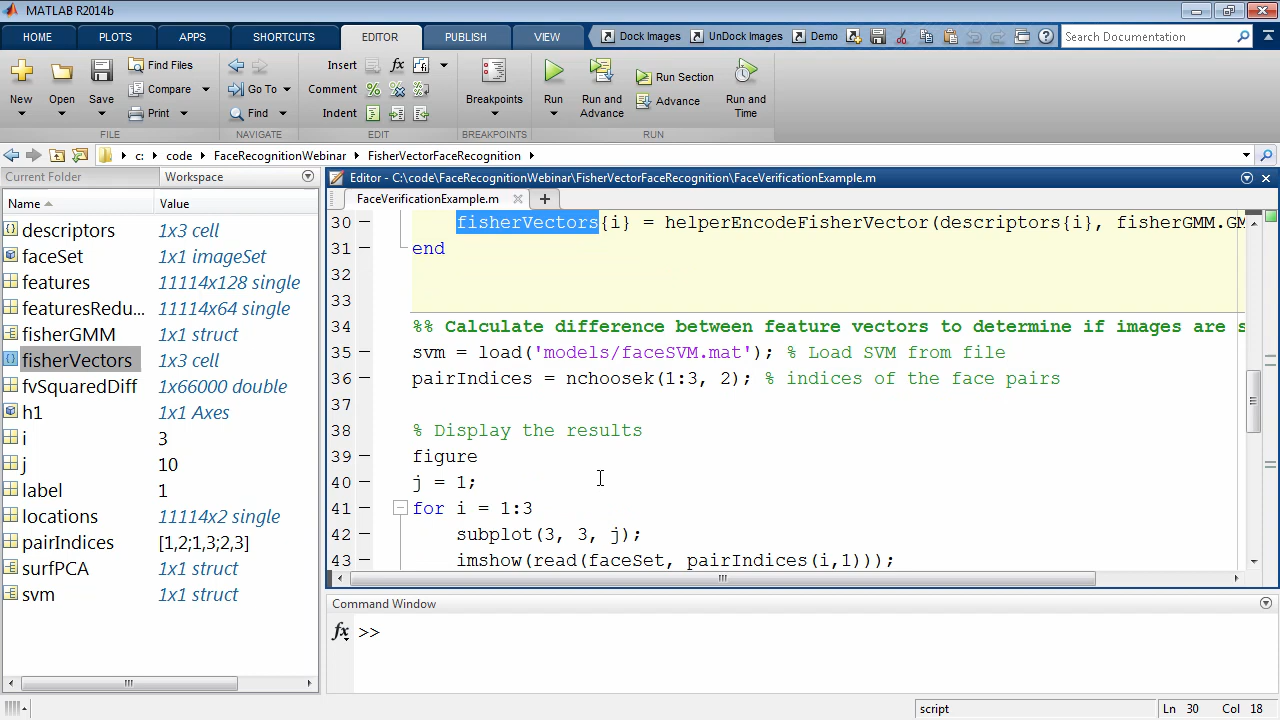 MATLAB R2014b
HOME PLOTS APPS SHORTCUTS EDITOR PUBLISH VIEW Dock Images UnDock Images Demo Search Documentation
New Open Save Find Files Compare Print
Go To Find
Insert fx
Comment
Indent
Breakpoints
Run Run and Advance Run Section Advance Run and Time
FILE NAVIGATE EDIT BREAKPOINTS RUN
c: code FaceRecognitionWebinar FisherVectorFaceRecognition
Current Folder Workspace
Name Value
descriptors 1x3 cell
faceSet 1x1 imageSet
features 11114x128 single
featuresRedu... 11114x64 single
fisherGMM 1x1 struct
fisherVectors 1x3 cell
fvSquaredDiff 1x66000 double
h1 1x1 Axes
i 3
j 10
label 1
locations 11114x2 single
pairIndices [1,2;1,3;2,3]
surfPCA 1x1 struct
svm 1x1 struct
Editor - C:\code\FaceRecognitionWebinar\FisherVectorFaceRecognition\FaceVerificationExample.m
FaceVerificationExample.m
30 fisherVectors{i} = helperEncodeFisherVector(descriptors{i}, fisherGMM.GM
31 end
32
33
34 %% Calculate difference between feature vectors to determine if images are s
35 svm = load('models/faceSVM.mat'); % Load SVM from file
36 pairIndices = nchoosek(1:3, 2); % indices of the face pairs
37
38 % Display the results
39 figure
40 j = 1;
41 for i = 1:3
42 subplot(3, 3, j);
43 imshow(read(faceSet, pairIndices(i,1)));
Command Window
fx >>
script Ln 30 Col 18